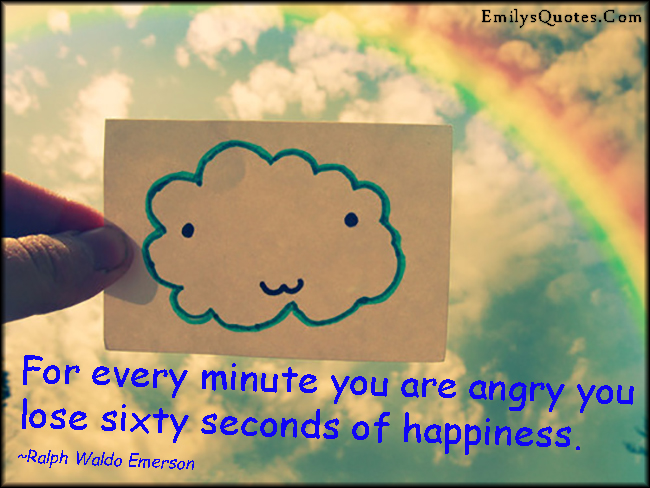 EmilysQuotes.Com
For every minute you are angry you
lose sixty seconds of happiness.
~Ralph Waldo Emerson